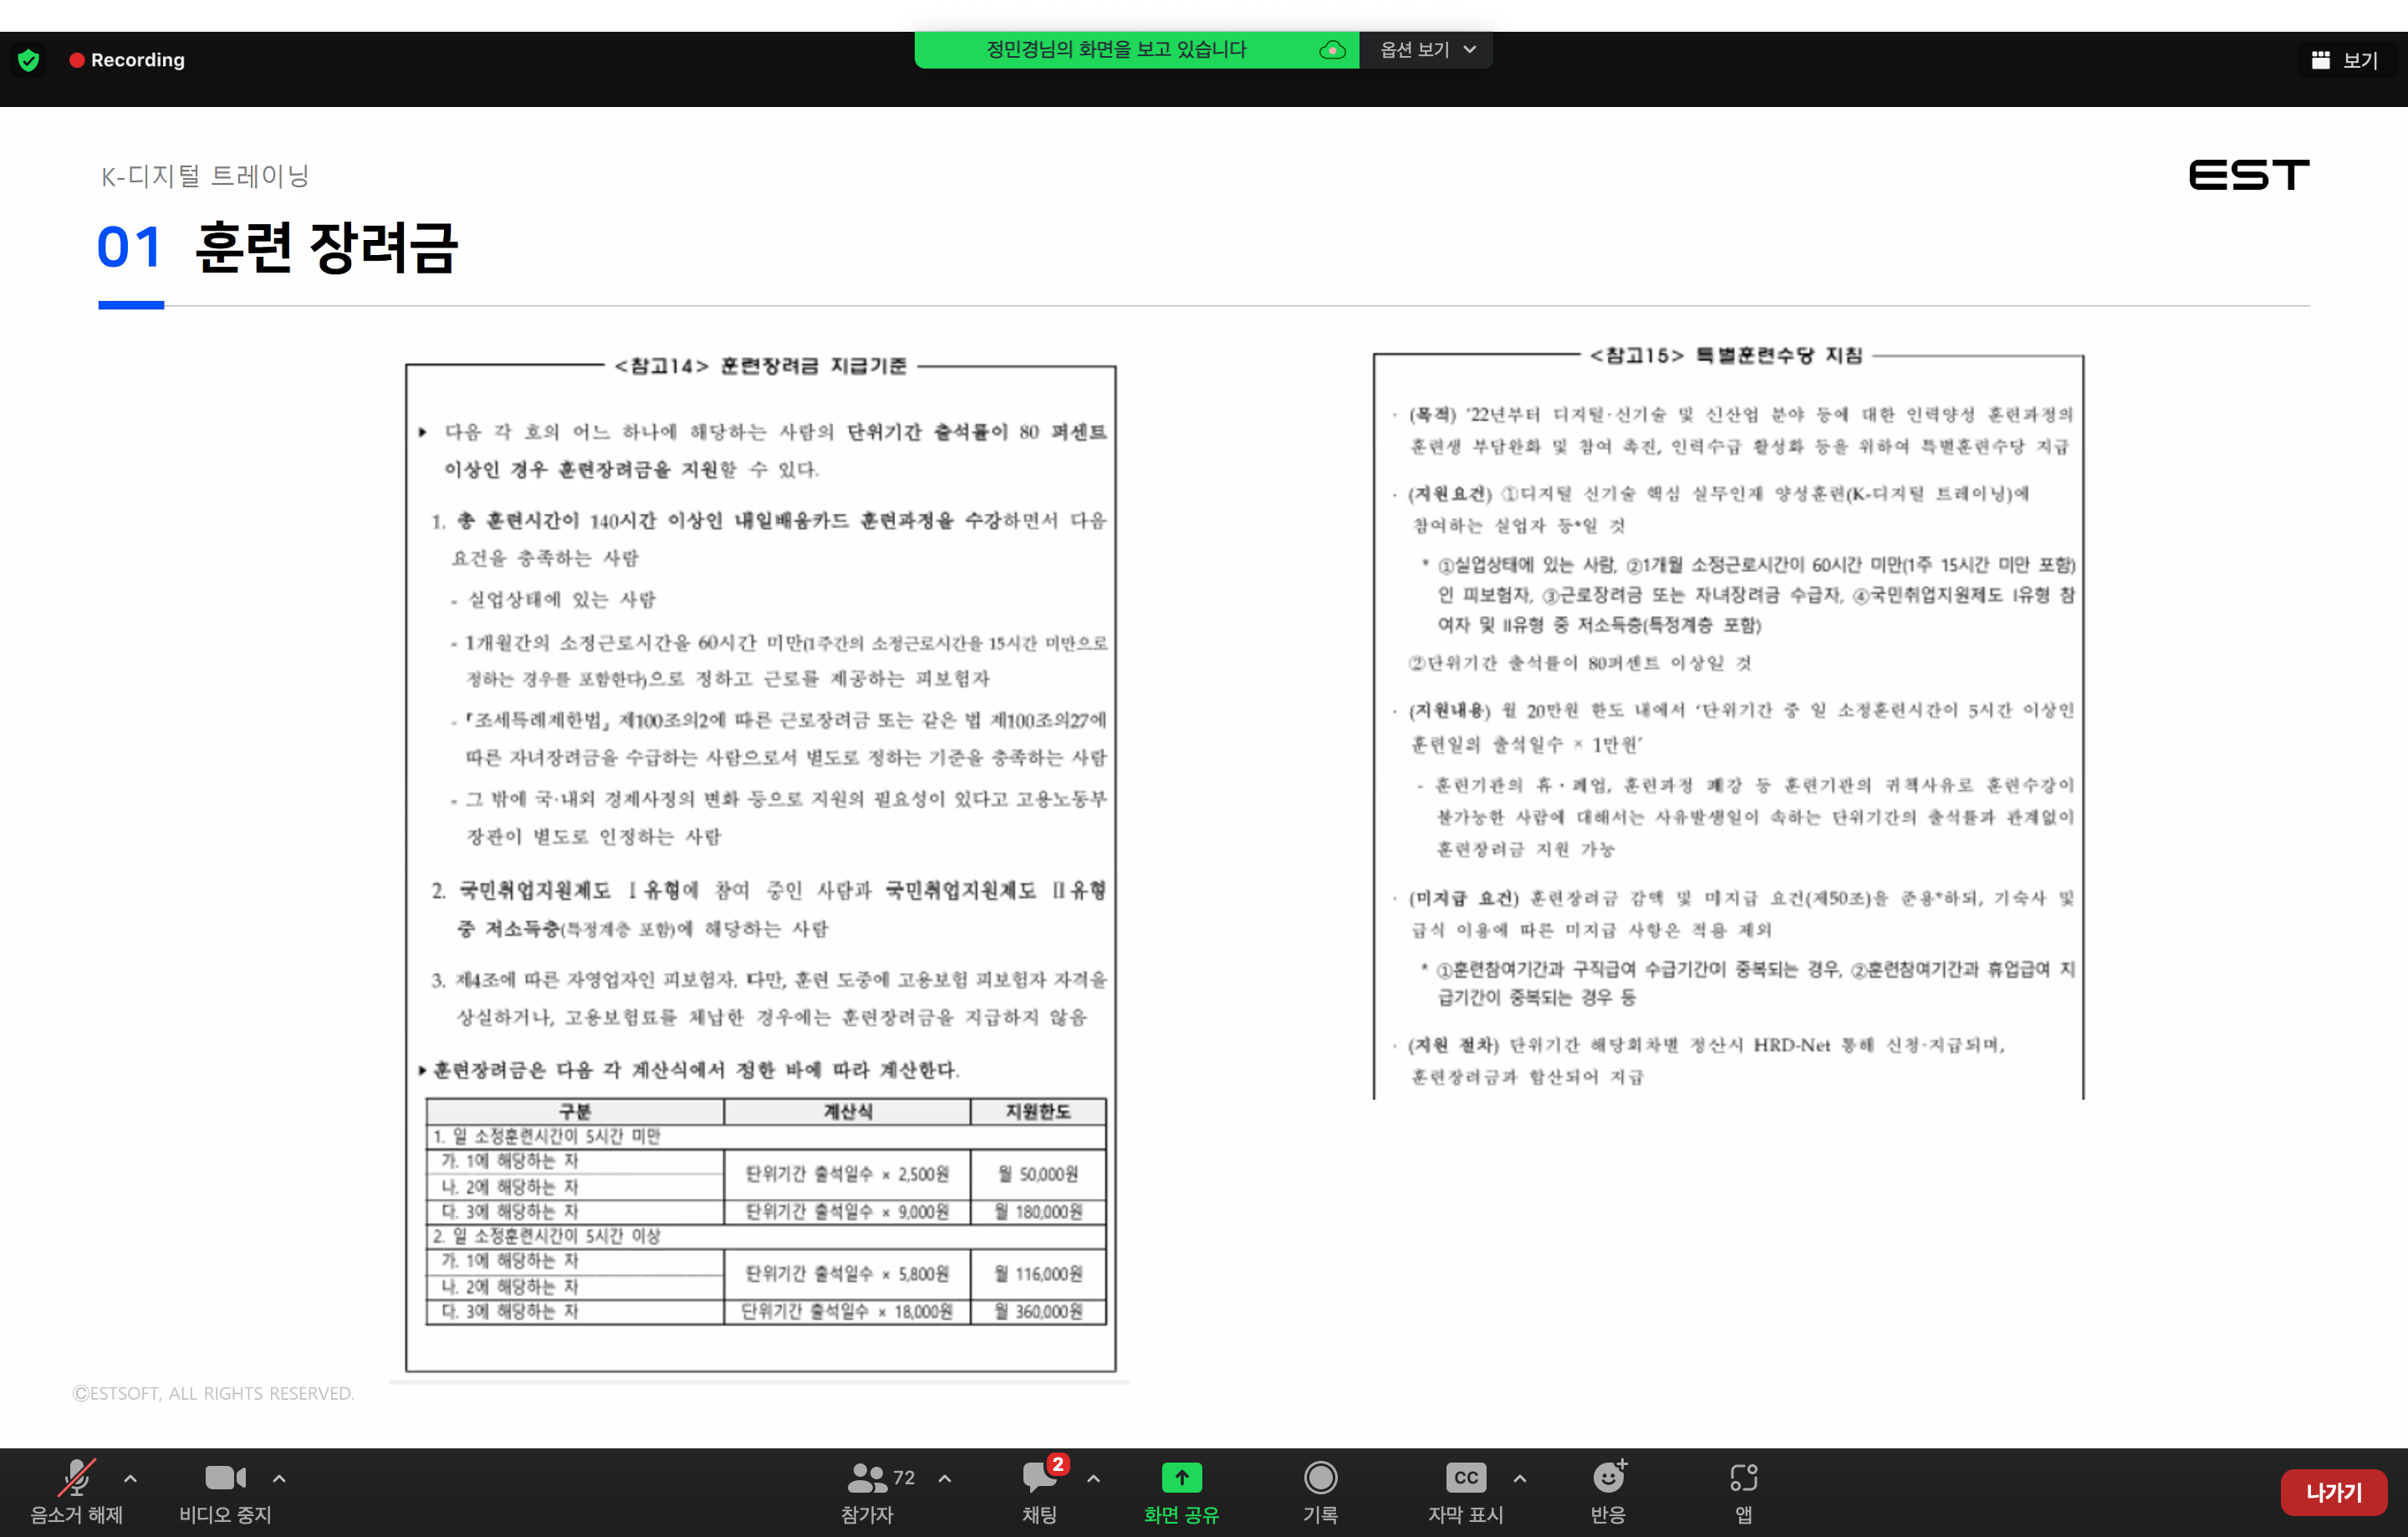 Recording
정민경님의 화면을 보고 있습니다
옵션 보기
보기
K-디지털 트레이닝
EST
01 훈련 장려금
<참고14> 훈련장려금 지급기준
▸ 다음 각 호의 어느 하나에 해당하는 사람의 단위기간 출석률이 80 퍼센트
이상인 경우 훈련장려금을 지원할 수 있다.
1. 총 훈련시간이 140시간 이상인 내일배움카드 훈련과정을 수강하면서 다음
요건을 충족하는 사람
- 실업상태에 있는 사람
- 1개월간의 소정근로시간을 60시간 미만(1주간의 소정근로시간을 15시간 미만으로
정하는 경우를 포함한다)으로 정하고 근로를 제공하는 피보험자
- 「조세특례제한법」 제100조의2에 따른 근로장려금 또는 같은 법 제100조의27에
따른 자녀장려금을 수급하는 사람으로서 별도로 정하는 기준을 충족하는 사람
- 그 밖에 국·내외 경제사정의 변화 등으로 지원의 필요성이 있다고 고용노동부
장관이 별도로 인정하는 사람
2. 국민취업지원제도 Ⅰ유형에 참여 중인 사람과 국민취업지원제도 Ⅱ유형
중 저소득층(특정계층 포함)에 해당하는 사람
3. 제4조에 따른 자영업자인 피보험자. 다만, 훈련 도중에 고용보험 피보험자 자격을
상실하거나, 고용보험료를 체납한 경우에는 훈련장려금을 지급하지 않음
▸훈련장려금은 다음 각 계산식에서 정한 바에 따라 계산한다.
구분 계산식 지원한도
1. 일 소정훈련시간이 5시간 미만
가. 1에 해당하는 자
나. 2에 해당하는 자
단위기간 출석일수 × 2,500원 월 50,000원
다. 3에 해당하는 자 단위기간 출석일수 × 9,000원 월 180,000원
2. 일 소정훈련시간이 5시간 이상
가. 1에 해당하는 자
나. 2에 해당하는 자
단위기간 출석일수 × 5,800원 월 116,000원
다. 3에 해당하는 자 단위기간 출석일수 × 18,000원 월 360,000원
<참고15> 특별훈련수당 지침
· (목적) '22년부터 디지털·신기술 및 신산업 분야 등에 대한 인력양성 훈련과정의
훈련생 부담완화 및 참여 촉진, 인력수급 활성화 등을 위하여 특별훈련수당 지급
· (지원요건) ①디지털 신기술 핵심 실무인재 양성훈련(K-디지털 트레이닝)에
참여하는 실업자 등*일 것
* ①실업상태에 있는 사람, ②1개월 소정근로시간이 60시간 미만(1주 15시간 미만 포함)
인 피보험자, ③근로장려금 또는 자녀장려금 수급자, ④국민취업지원제도 I유형 참
여자 및 II유형 중 저소득층(특정계층 포함)
②단위기간 출석률이 80퍼센트 이상일 것
· (지원내용) 월 20만원 한도 내에서 '단위기간 중 일 소정훈련시간이 5시간 이상인
훈련일의 출석일수 × 1만원'
- 훈련기관의 휴·폐업, 훈련과정 폐강 등 훈련기관의 귀책사유로 훈련수강이
불가능한 사람에 대해서는 사유발생일이 속하는 단위기간의 출석률과 관계없이
훈련장려금 지원 가능
· (미지급 요건) 훈련장려금 감액 및 미지급 요건(제50조)을 준용*하되, 기숙사 및
급식 이용에 따른 미지급 사항은 적용 제외
* ①훈련참여기간과 구직급여 수급기간이 중복되는 경우, ②훈련참여기간과 휴업급여 지
급기간이 중복되는 경우 등
· (지원 절차) 단위기간 해당회차별 정산시 HRD-Net 통해 신청·지급되며,
훈련장려금과 합산되어 지급
ⒸESTSOFT, ALL RIGHTS RESERVED.
음소거 해제
비디오 중지
72
참가자
2
채팅
화면 공유
기록
CC
자막 표시
반응
앱
나가기